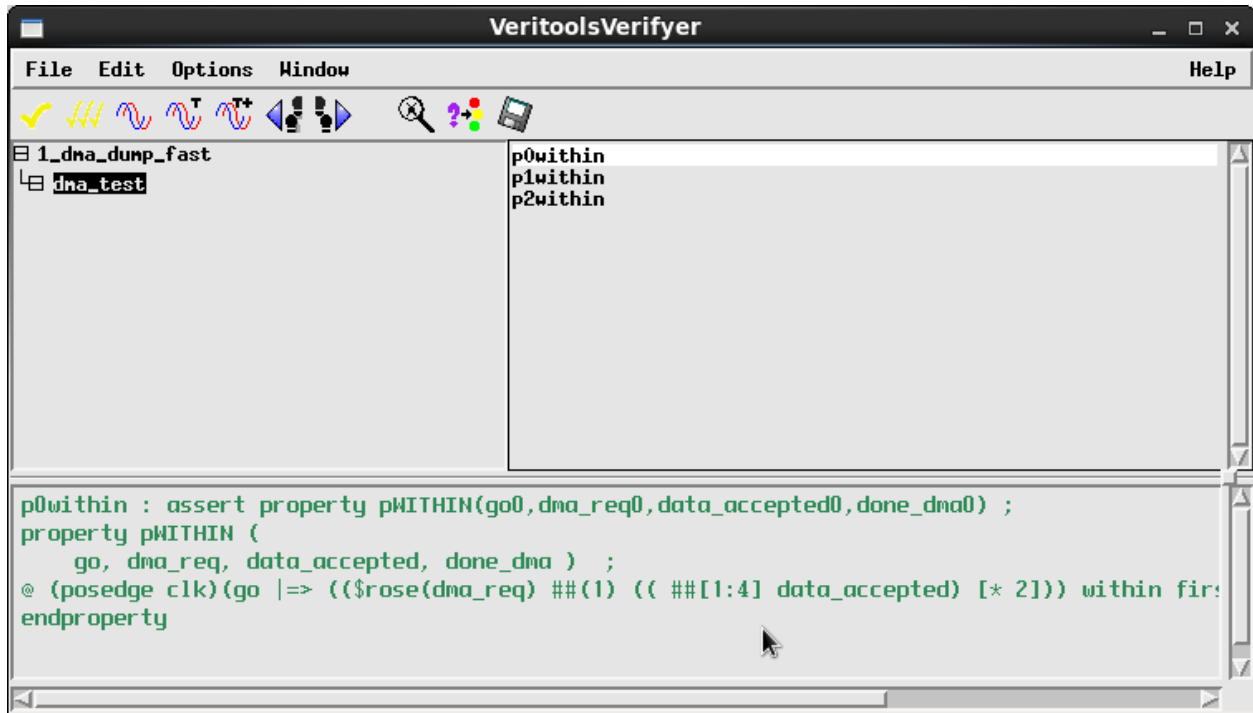 VeritoolsVerifyer
File Edit Options Window Help
1_dma_dump_fast
dma_test
p0within
p1within
p2within
p0within : assert property pWITHIN(go0,dma_req0,data_accepted0,done_dma0) ;
property pWITHIN (
go, dma_req, data_accepted, done_dma ) ;
@ (posedge clk)(go |=> (($rose(dma_req) ##(1) (( ##[1:4] data_accepted) [* 2])) within
endproperty